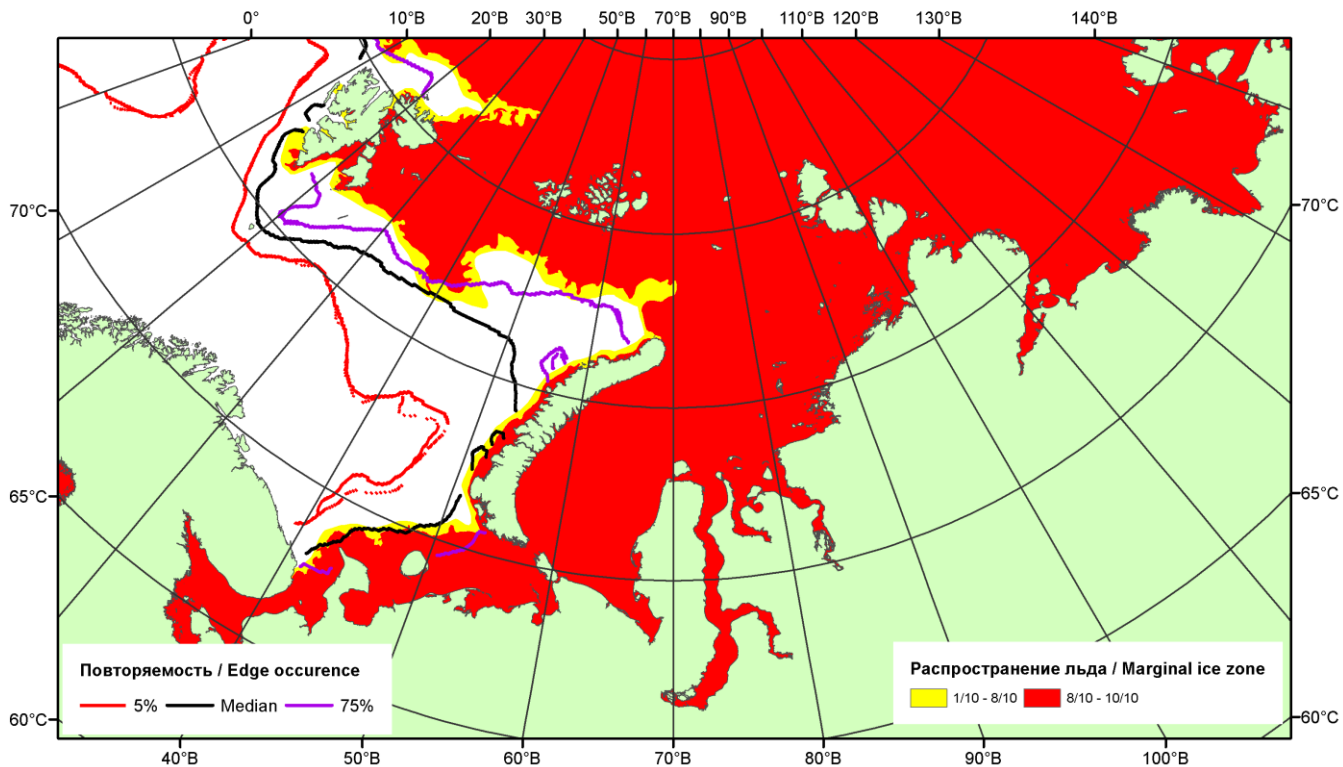 0° 10°В 20°В 30°В 50°В 70°В 90°В 110°В 120°В 130°В 140°В
70°С 70°С
65°С 65°С
Повторяемость / Edge occurence
5% Median 75%
Распространение льда / Marginal ice zone
1/10 - 8/10 8/10 - 10/10
60°С 60°С
40°В 50°В 60°В 70°В 80°В 90°В 100°В